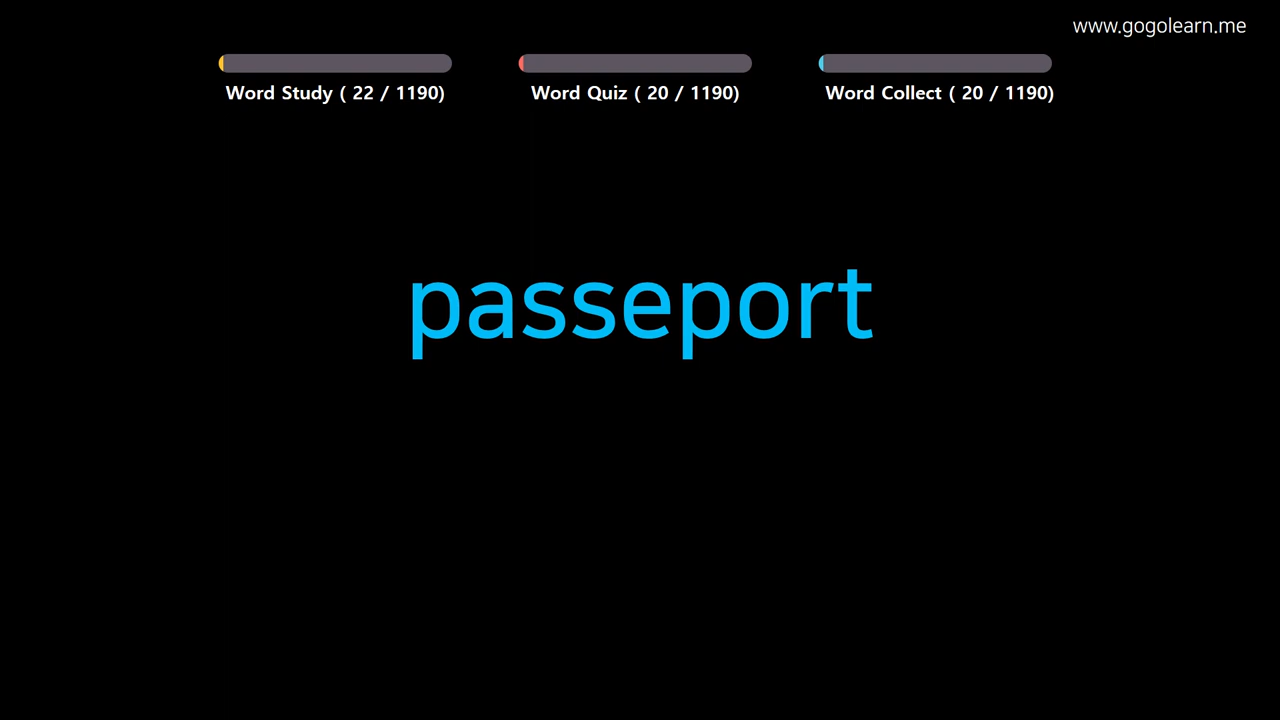 www.gogolearn.me
Word Study ( 22 / 1190)
Word Quiz ( 20 / 1190)
Word Collect ( 20 / 1190)
passeport